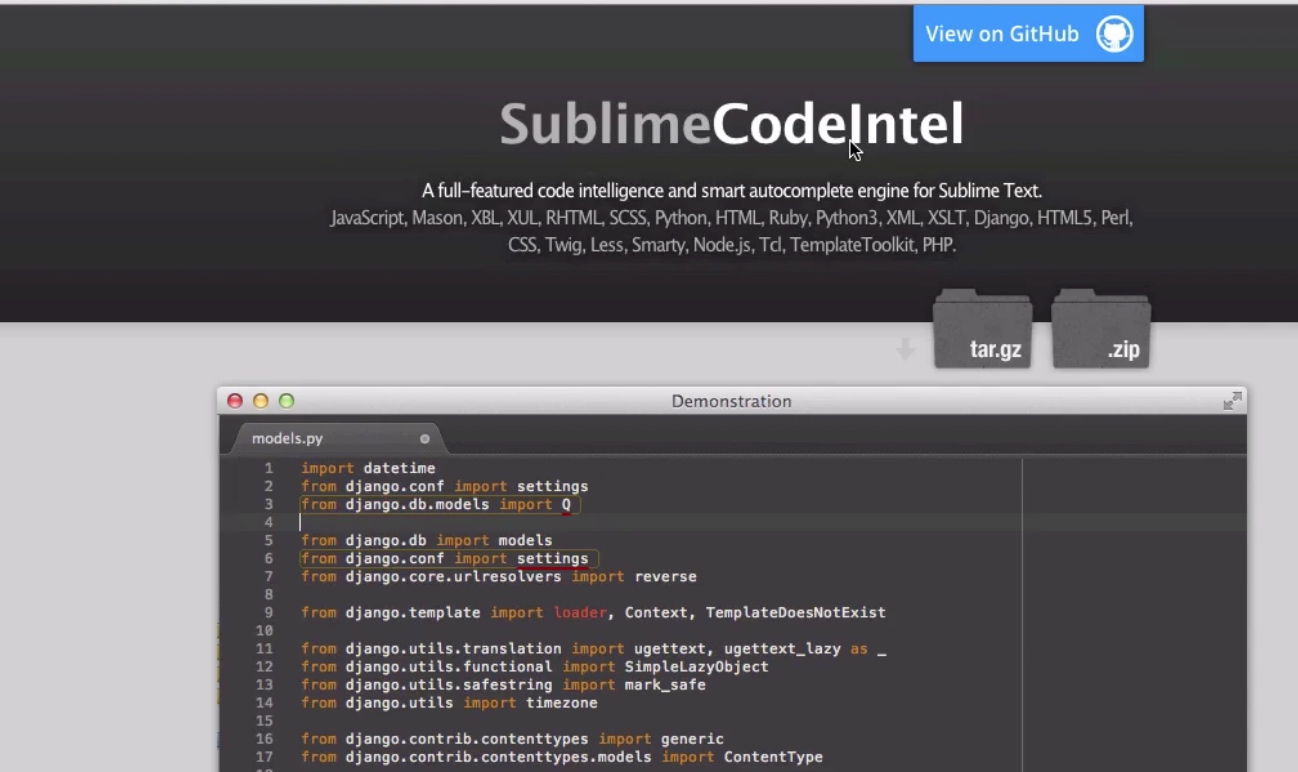 View on GitHub
SublimeCodeIntel
A full-featured code intelligence and smart autocomplete engine for Sublime Text.
JavaScript, Mason, XBL, XUL, RHTML, SCSS, Python, HTML, Ruby, Python3, XML, XSLT, Django, HTML5, Perl,
CSS, Twig, Less, Smarty, Node.js, Tcl, TemplateToolkit, PHP.
tar.gz .zip
Demonstration
models.py
1 import datetime
2 from django.conf import settings
3 from django.db.models import Q
4
5 from django.db import models
6 from django.conf import settings
7 from django.core.urlresolvers import reverse
8
9 from django.template import loader, Context, TemplateDoesNotExist
10
11 from django.utils.translation import ugettext, ugettext_lazy as _
12 from django.utils.functional import SimpleLazyObject
13 from django.utils.safestring import mark_safe
14 from django.utils import timezone
15
16 from django.contrib.contenttypes import generic
17 from django.contrib.contenttypes.models import ContentType